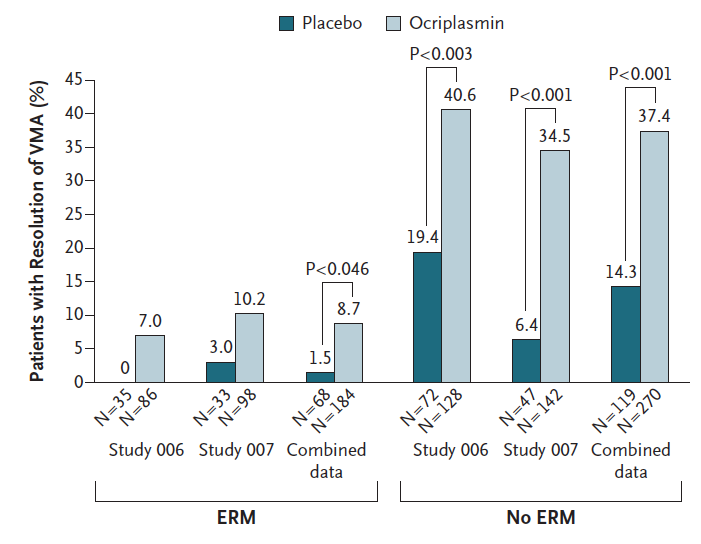 Placebo Ocriplasmin
Patients with Resolution of VMA (%)
45
40
35
30
25
20
15
10
5
0
0 7.0
3.0 10.2
P<0.046
1.5 8.7
P<0.003
19.4 40.6
P<0.001
6.4 34.5
P<0.001
14.3 37.4
N=35 N=86 N=33 N=98 N=68 N=184 N=72 N=128 N=47 N=142 N=119 N=270
Study 006 Study 007 Combined data Study 006 Study 007 Combined data
ERM No ERM